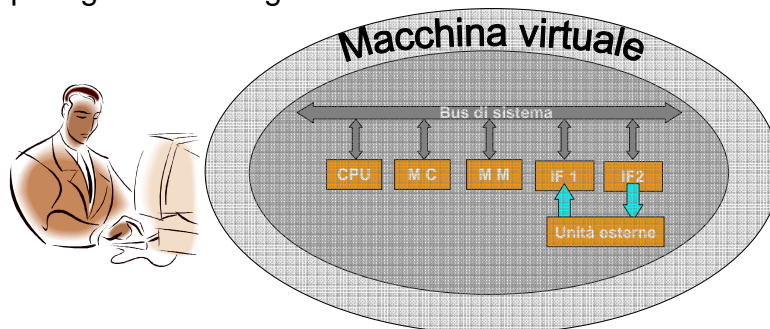 Macchina virtuale
Bus di sistema
CPU
M C
M M
IF 1
IF2
Unità esterne